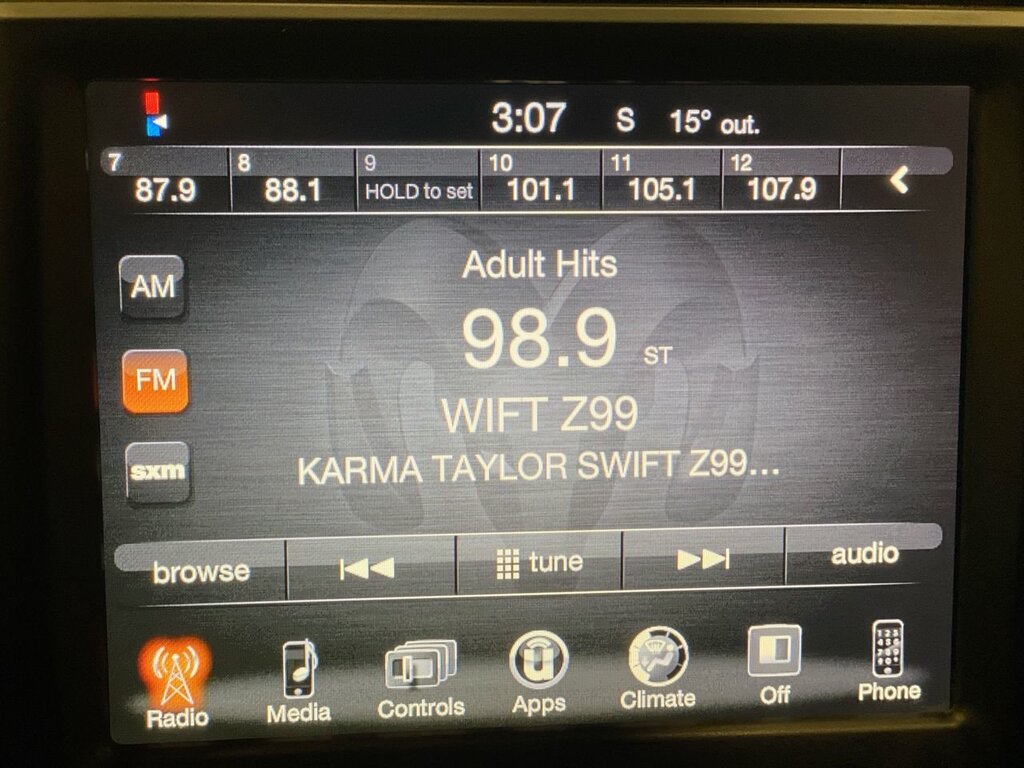 3:07 S 15° out.
7 8 9 10 11 12
87.9 88.1 HOLD to set 101.1 105.1 107.9
Adult Hits
AM
98.9 ST
FM
WIFT Z99
sxm KARMA TAYLOR SWIFT Z99...
browse tune audio
Radio Media Controls Apps Climate Off Phone